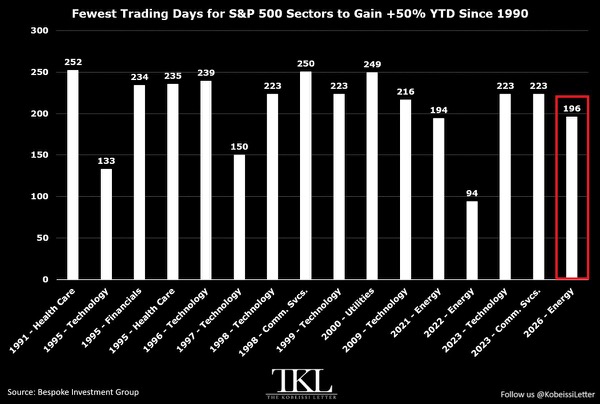 Fewest Trading Days for S&P 500 Sectors to Gain +50% YTD Since 1990
300
250
200
150
100
50
0
252
133
234
235
239
150
223
250
223
249
216
194
94
223
223
196
1991 - Health Care
1995 - Technology
1995 - Financials
1995 - Health Care
1996 - Technology
1997 - Technology
1998 - Technology
1998 - Comm. Svcs.
1999 - Technology
2000 - Utilities
2009 - Technology
2021 - Energy
2022 - Energy
2023 - Technology
2023 - Comm. Svcs.
2026 - Energy
Source: Bespoke Investment Group
TKL
THE KOBEISSI LETTER
Follow us @KobeissiLetter